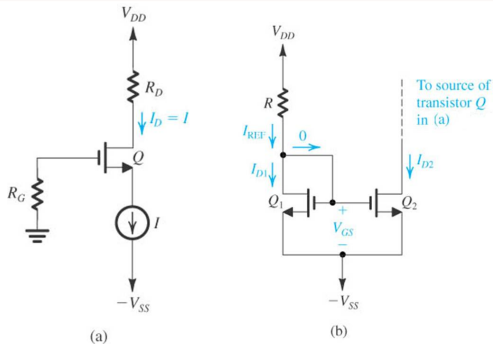 V_DD
R_D
I_D = I
Q
R_G
I
−V_SS
(a)
V_DD
R
I_REF
0
I_D1
Q_1
+
V_GS
−
To source of
transistor Q
in (a)
I_D2
Q_2
−V_SS
(b)